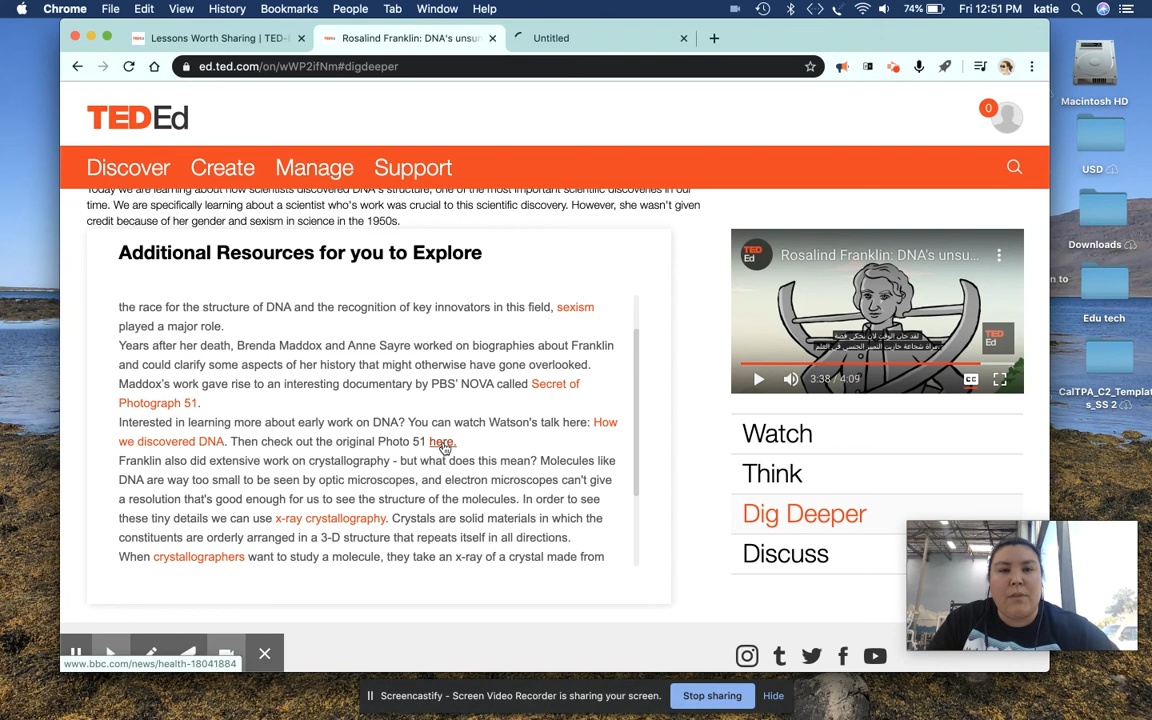 Chrome File Edit View History Bookmarks People Tab Window Help 74% Fri 12:51 PM katie
Lessons Worth Sharing | TED- Rosalind Franklin: DNA's unsun Untitled
ed.ted.com/on/wWP2ifNm#digdeeper
TEDEd
0
Discover Create Manage Support
Today we are learning about how scientists discovered DNA's structure, one of the most important scientific discoveries in our
time. We are specifically learning about a scientist who's work was crucial to this scientific discovery. However, she wasn't given
credit because of her gender and sexism in science in the 1950s.
Additional Resources for you to Explore
the race for the structure of DNA and the recognition of key innovators in this field, sexism
played a major role.
Years after her death, Brenda Maddox and Anne Sayre worked on biographies about Franklin
and could clarify some aspects of her history that might otherwise have gone overlooked.
Maddox's work gave rise to an interesting documentary by PBS' NOVA called Secret of
Photograph 51.
Interested in learning more about early work on DNA? You can watch Watson's talk here: How
we discovered DNA. Then check out the original Photo 51 here.
Franklin also did extensive work on crystallography - but what does this mean? Molecules like
DNA are way too small to be seen by optic microscopes, and electron microscopes can't give
a resolution that's good enough for us to see the structure of the molecules. In order to see
these tiny details we can use x-ray crystallography. Crystals are solid materials in which the
constituents are orderly arranged in a 3-D structure that repeats itself in all directions.
When crystallographers want to study a molecule, they take an x-ray of a crystal made from
TED Ed
Rosalind Franklin: DNA's unsu...
TED Ed
3:38 / 4:09
CC
Watch
Think
Dig Deeper
Discuss
www.bbc.com/news/health-18041884
Screencastify - Screen Video Recorder is sharing your screen. Stop sharing Hide
Macintosh HD
USD
Downloads
on to
Edu tech
CalTPA_C2_Templat
s_SS 2